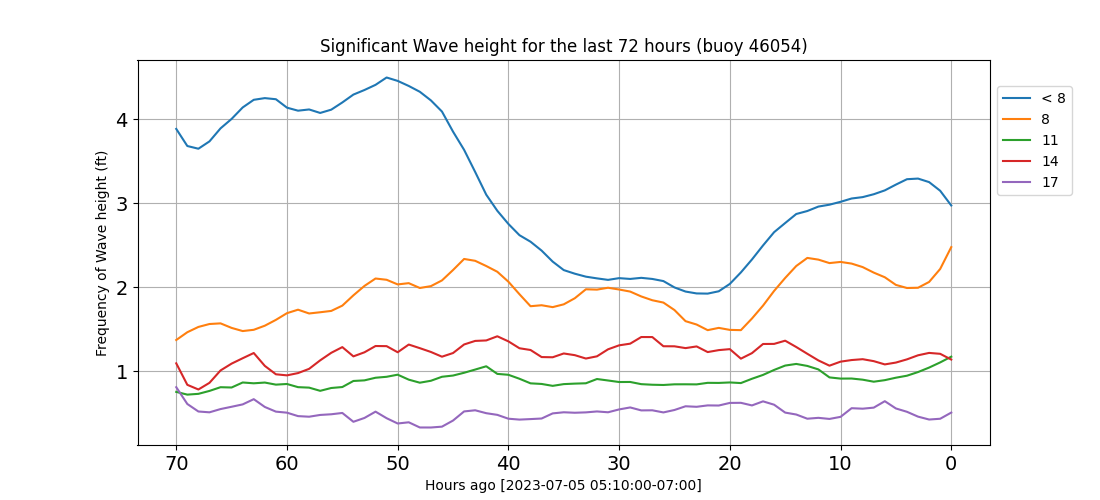 Significant Wave height for the last 72 hours (buoy 46054)
Frequency of Wave height (ft)
4
3
2
1
70 60 50 40 30 20 10 0
Hours ago [2023-07-05 05:10:00-07:00]
< 8
8
11
14
17